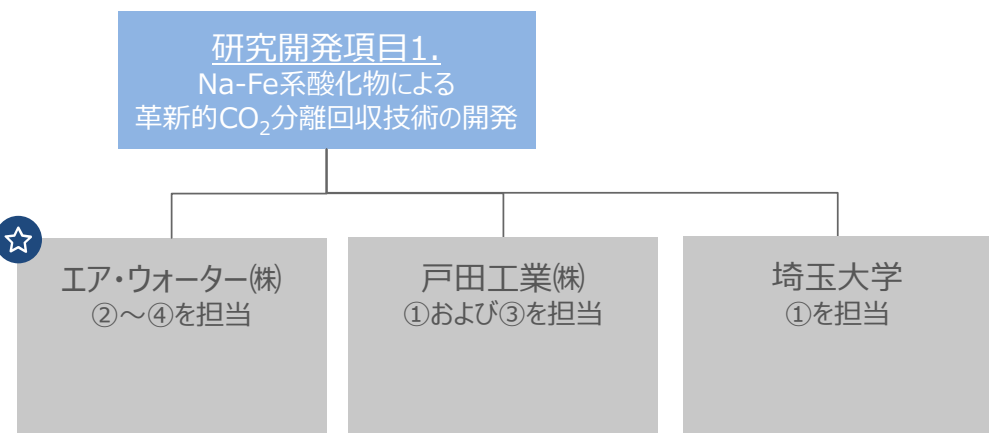 研究開発項目1.
Na-Fe系酸化物による
革新的CO₂分離回収技術の開発
エア・ウォーター㈱
②～④を担当
戸田工業㈱
①および③を担当
埼玉大学
①を担当